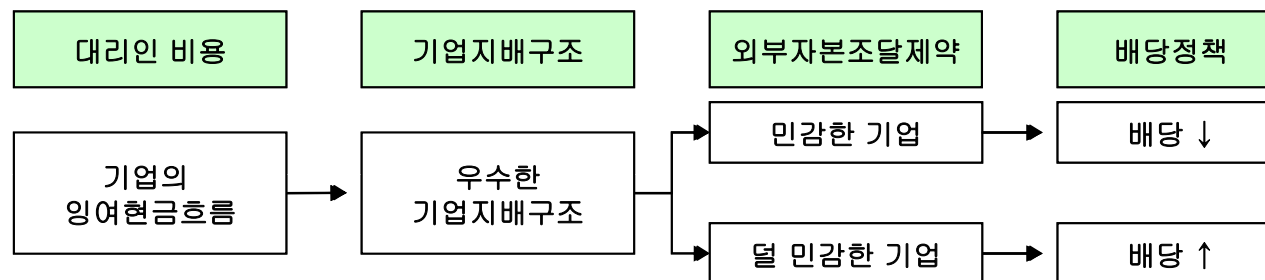 대리인 비용
기업지배구조
외부자본조달제약
배당정책
기업의
잉여현금흐름
우수한
기업지배구조
민감한 기업
배당 ↓
덜 민감한 기업
배당 ↑